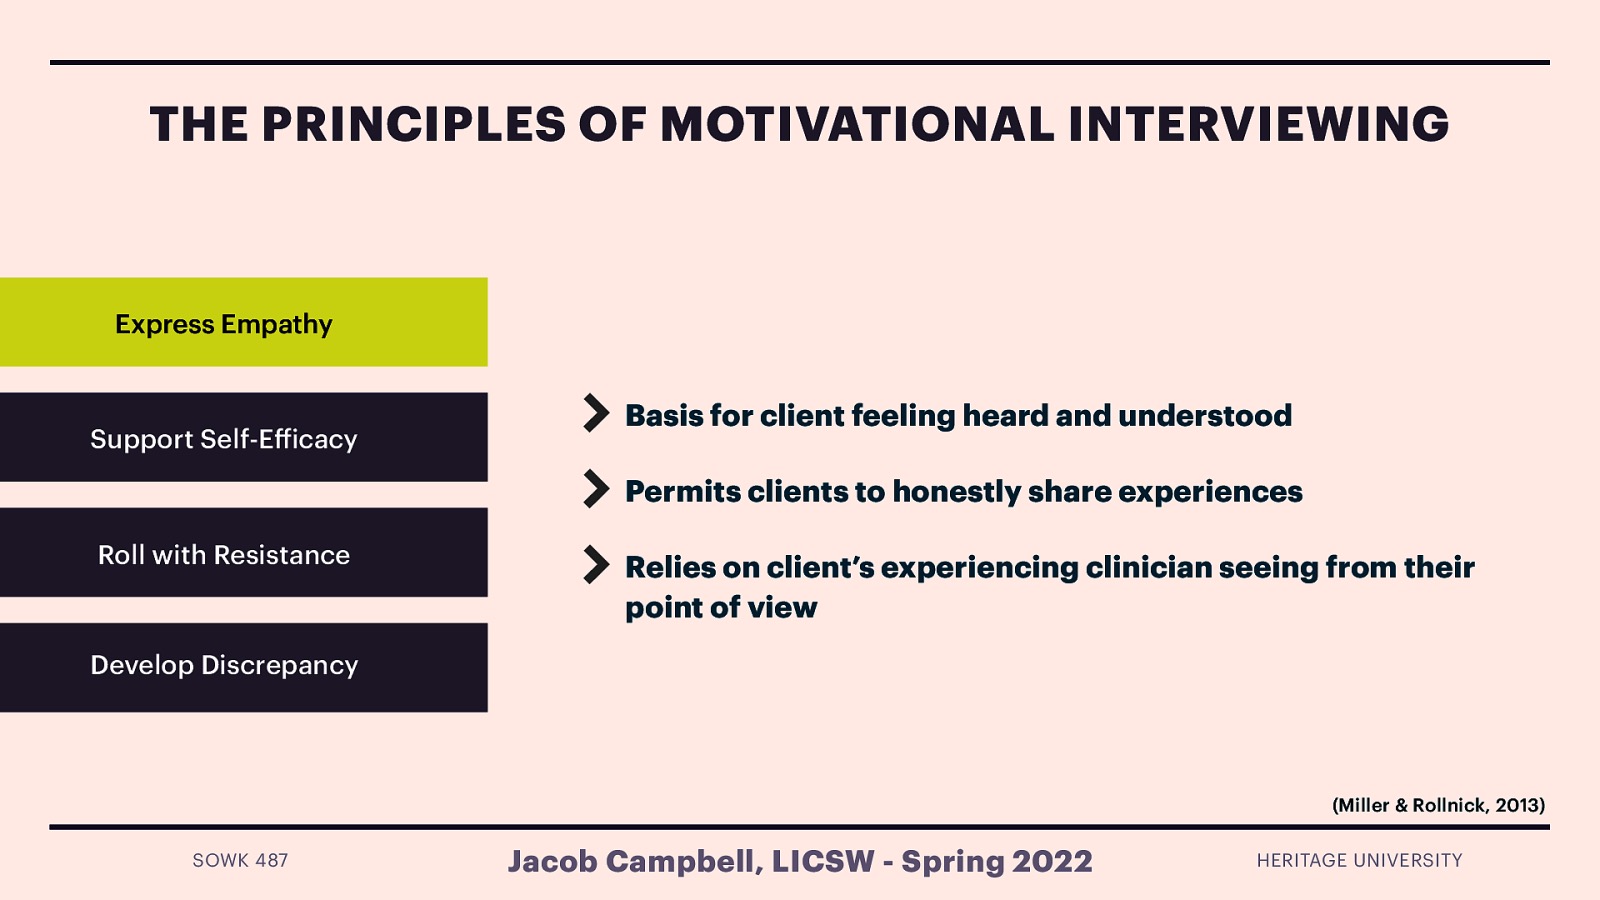 THE PRINCIPLES OF MOTIVATIONAL INTERVIEWING
Express Empathy
Support Self-Efficacy
Roll with Resistance
Develop Discrepancy
Basis for client feeling heard and understood
Permits clients to honestly share experiences
Relies on client’s experiencing clinician seeing from their
point of view
(Miller & Rollnick, 2013)
SOWK 487
Jacob Campbell, LICSW - Spring 2022
HERITAGE UNIVERSITY